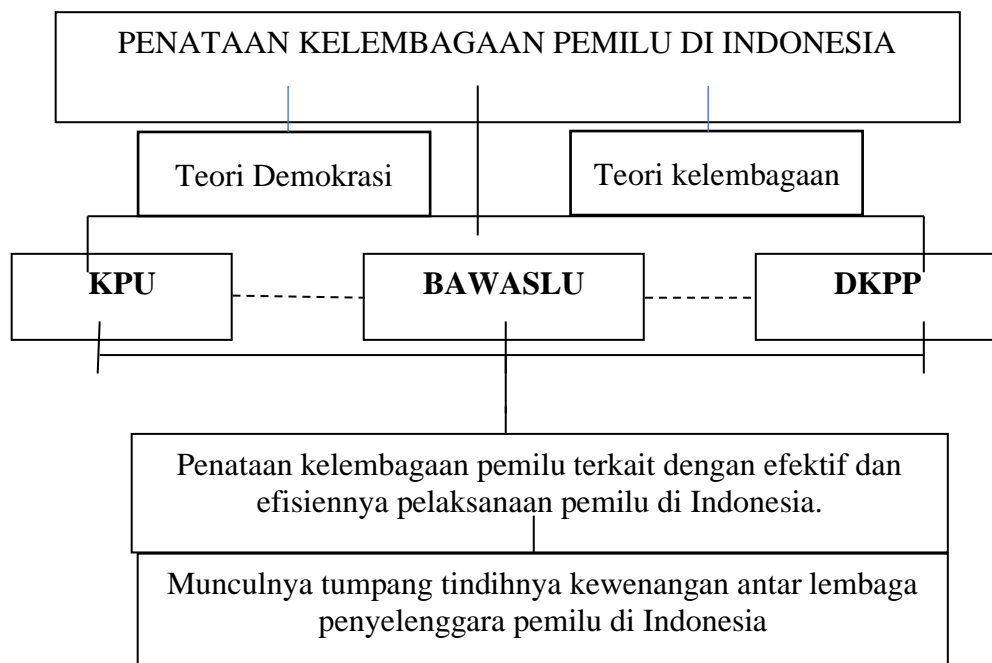 PENATAAN KELEMBAGAAN PEMILU DI INDONESIA
Teori Demokrasi
Teori kelembagaan
KPU
BAWASLU
DKPP
Penataan kelembagaan pemilu terkait dengan efektif dan
efisiennya pelaksanaan pemilu di Indonesia.
Munculnya tumpang tindihnya kewenangan antar lembaga
penyelenggara pemilu di Indonesia